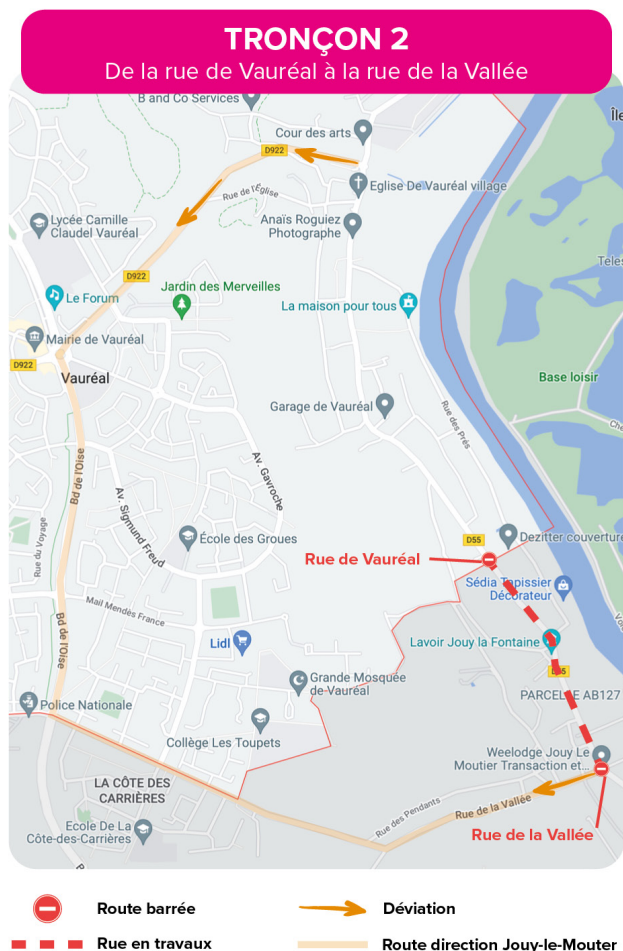 TRONÇON 2
De la rue de Vauréal à la rue de la Vallée
B and Co Services
Île
Cour des arts
D922
Eglise De Vauréal village
Rue de l'Église
Lycée Camille
Claudel Vauréal
Anaïs Roguiez
Photographe
D922
Jardin des Merveilles
Le Forum
La maison pour tous
Mairie de Vauréal
D922
Vauréal
Base loisir
Garage de Vauréal
Rue des Prés
Bd de l'Oise
Av. Gavroche
Av. Sigmund Freud
Rue du Voyage
École des Groues
D55
Dezitter couverture
Rue de Vauréal
Sédia Tapissier
Décorateur
Mail Mendès France
Bd de l'Oise
Lidl
Lavoir Jouy la Fontaine
Grande Mosquée
de Vauréal
PARCELLE AB127
Police Nationale
Collège Les Toupets
Weelodge Jouy Le
Moutier Transaction et...
LA CÔTE DES
CARRIÈRES
Rue des Pendants
Rue de la Vallée
Ecole De La
Côte-des-Carrières
Rue de la Vallée
Route barrée
Déviation
Rue en travaux
Route direction Jouy-le-Mouter